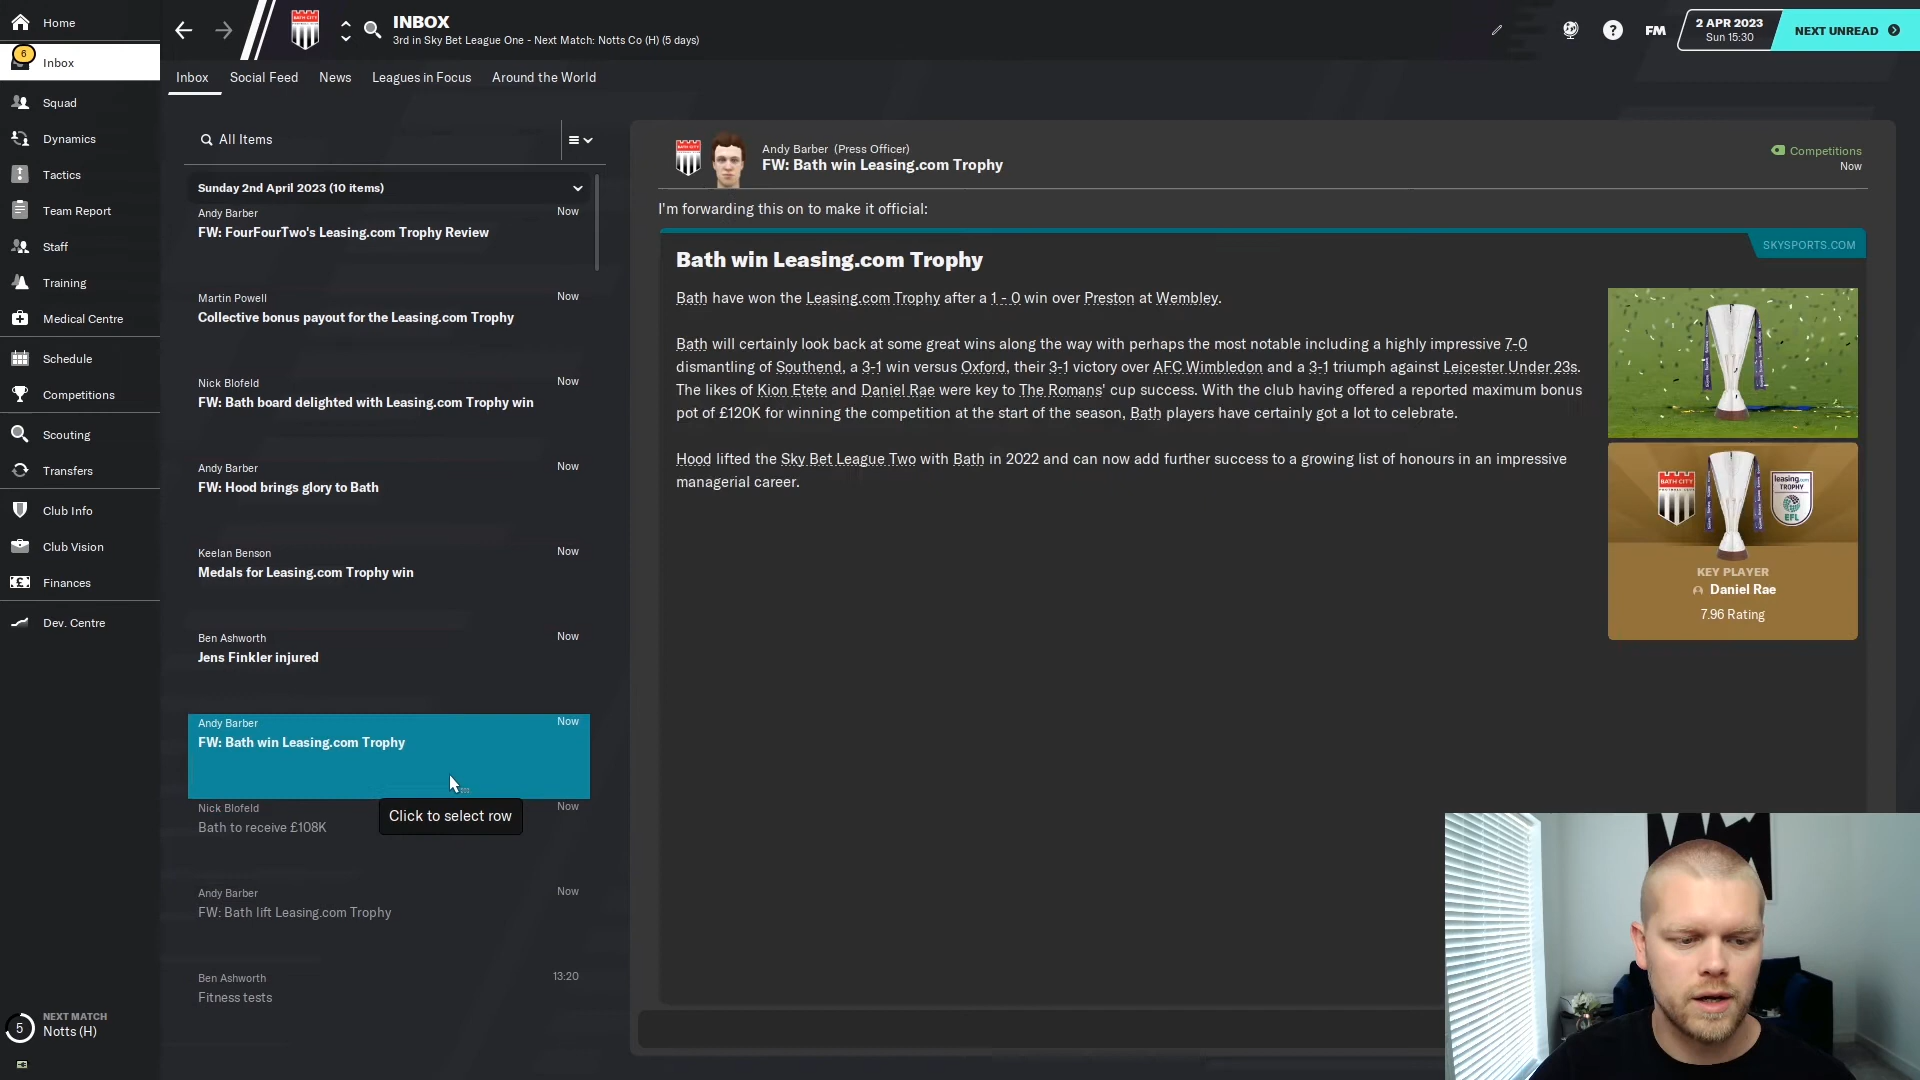 Home
6
Inbox
Squad
Dynamics
Tactics
Team Report
Staff
Training
Medical Centre
Schedule
Competitions
Scouting
Transfers
Club Info
Club Vision
Finances
Dev. Centre
NEXT MATCH
5
Notts (H)
BATH CITY
INBOX
3rd in Sky Bet League One - Next Match: Notts Co (H) (5 days)
?
FM
2 APR 2023
Sun 15:30
NEXT UNREAD
Inbox
Social Feed
News
Leagues in Focus
Around the World
All Items
Sunday 2nd April 2023 (10 items)
Andy Barber
Now
FW: FourFourTwo's Leasing.com Trophy Review
Martin Powell
Now
Collective bonus payout for the Leasing.com Trophy
Nick Blofeld
Now
FW: Bath board delighted with Leasing.com Trophy win
Andy Barber
Now
FW: Hood brings glory to Bath
Keelan Benson
Now
Medals for Leasing.com Trophy win
Ben Ashworth
Now
Jens Finkler injured
Andy Barber
Now
FW: Bath win Leasing.com Trophy
Click to select row
Nick Blofeld
Now
Bath to receive £108K
Andy Barber
Now
FW: Bath lift Leasing.com Trophy
Ben Ashworth
13:20
Fitness tests
BATH CITY
Andy Barber (Press Officer)
FW: Bath win Leasing.com Trophy
Competitions
Now
I'm forwarding this on to make it official:
SKYSPORTS.COM
Bath win Leasing.com Trophy
Bath have won the Leasing.com Trophy after a 1 - 0 win over Preston at Wembley.
Bath will certainly look back at some great wins along the way with perhaps the most notable including a highly impressive 7-0
dismantling of Southend, a 3-1 win versus Oxford, their 3-1 victory over AFC Wimbledon and a 3-1 triumph against Leicester Under 23s.
The likes of Kion Etete and Daniel Rae were key to The Romans' cup success. With the club having offered a reported maximum bonus
pot of £120K for winning the competition at the start of the season, Bath players have certainly got a lot to celebrate.
Hood lifted the Sky Bet League Two with Bath in 2022 and can now add further success to a growing list of honours in an impressive
managerial career.
BATH CITY
leasing.com
TROPHY
EFL
KEY PLAYER
Daniel Rae
7.96 Rating